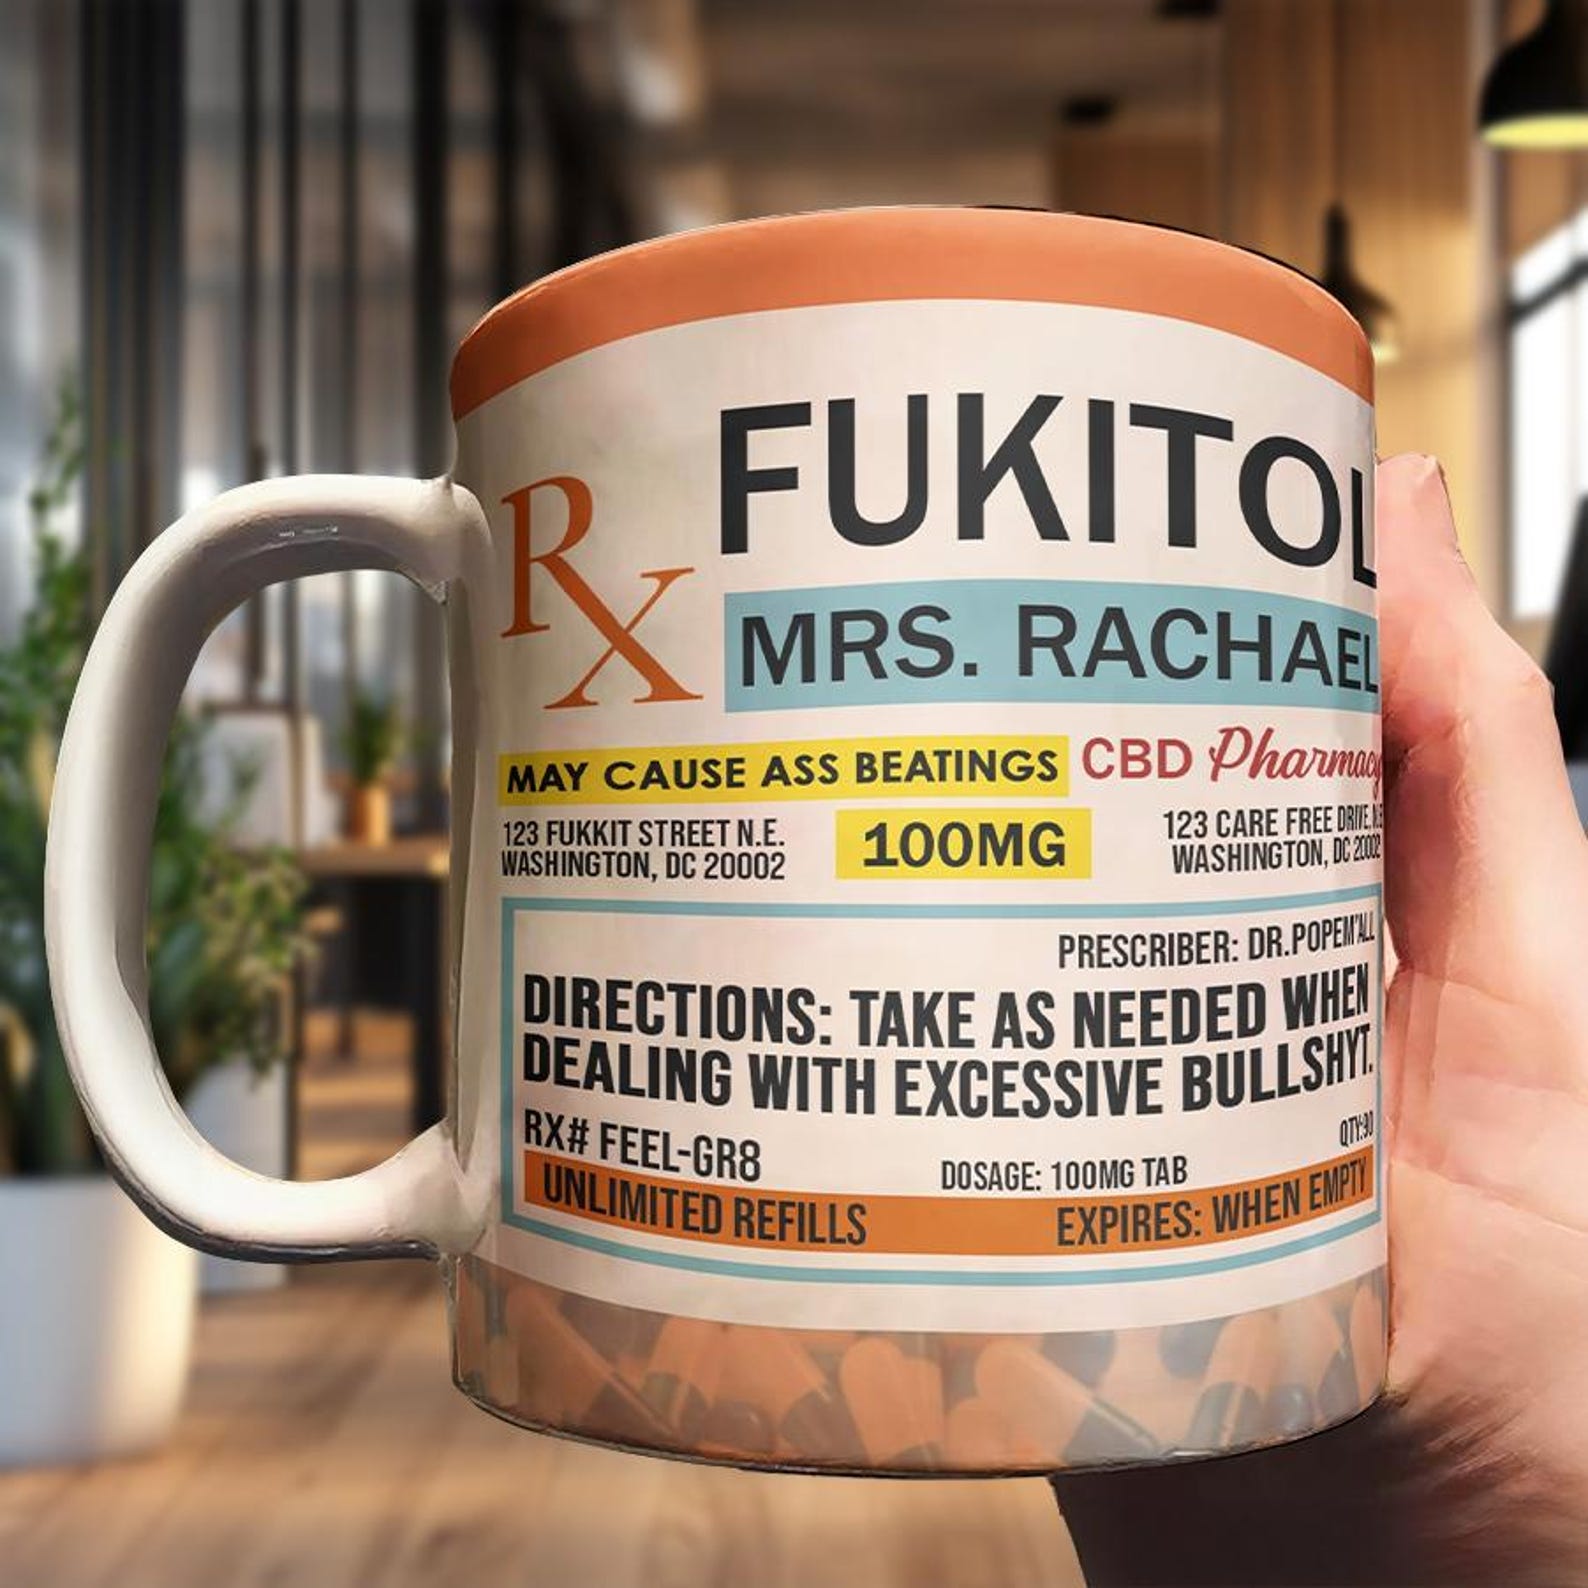 FUKITOL
Rx
MRS. RACHAEL
MAY CAUSE ASS BEATINGS
CBD Pharmacy
123 FUKKIT STREET N.E.
WASHINGTON, DC 20002
100MG
123 CARE FREE DRIVE, N.E
WASHINGTON, DC 20002
PRESCRIBER: DR.POPEM'ALL
DIRECTIONS: TAKE AS NEEDED WHEN
DEALING WITH EXCESSIVE BULLSHYT.
RX# FEEL-GR8
DOSAGE: 100MG TAB
QTY:90
UNLIMITED REFILLS
EXPIRES: WHEN EMPTY